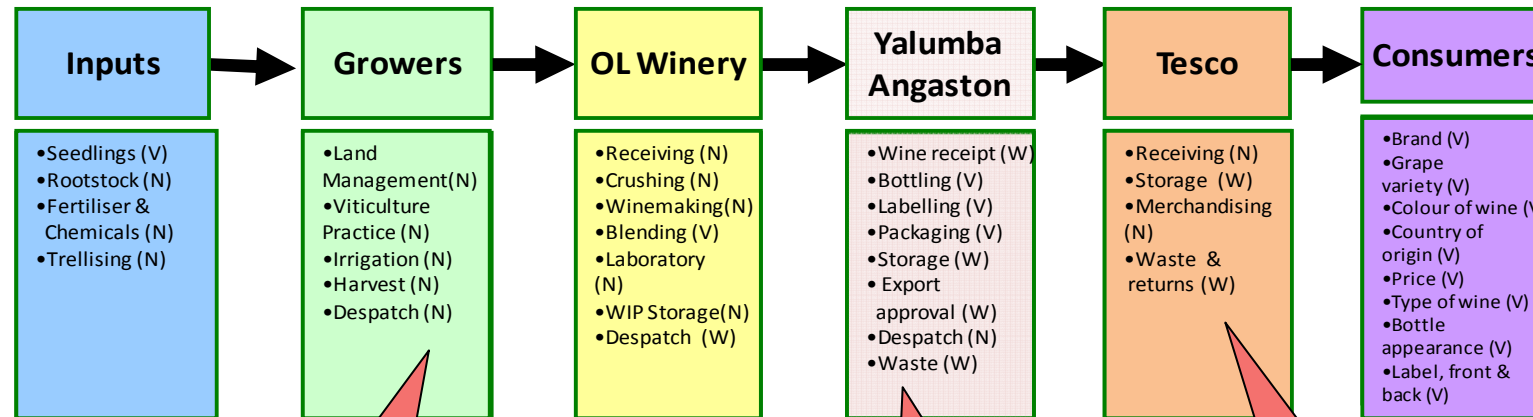 Inputs
Growers
OL Winery
Yalumba
Angaston
Tesco
Consumers
•Seedlings (V)
•Rootstock (N)
•Fertiliser &
Chemicals (N)
•Trellising (N)
•Land
Management(N)
•Viticulture
Practice (N)
•Irrigation (N)
•Harvest (N)
•Despatch (N)
•Receiving (N)
•Crushing (N)
•Winemaking(N)
•Blending (V)
•Laboratory
(N)
•WIP Storage(N)
•Despatch (W)
•Wine receipt (W)
•Bottling (V)
•Labelling (V)
•Packaging (V)
•Storage (W)
• Export
approval (W)
•Despatch (N)
•Waste (W)
•Receiving (N)
•Storage (W)
•Merchandising
(N)
•Waste &
returns (W)
•Brand (V)
•Grape
variety (V)
•Colour of wine (V
•Country of
origin (V)
•Price (V)
•Type of wine (V)
•Bottle
appearance (V)
•Label, front &
back (V)